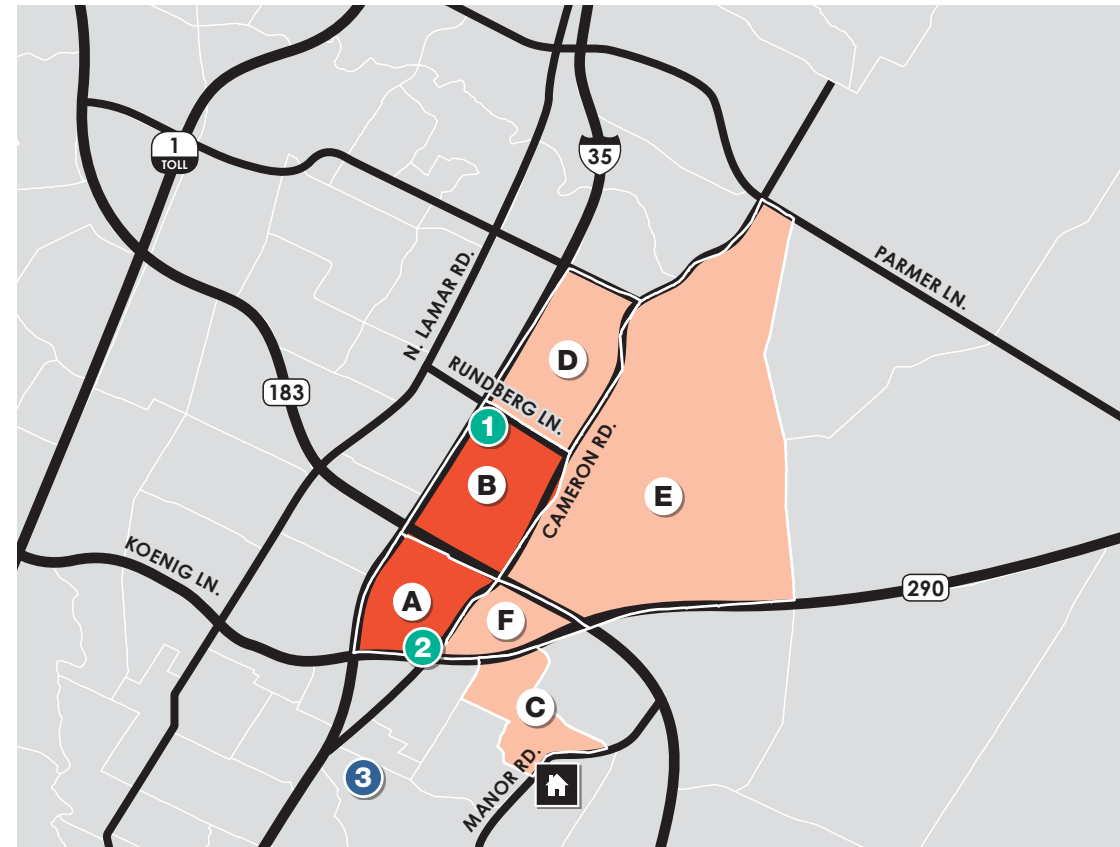 1
TOLL
35
PARMER LN.
N. LAMAR RD.
D
RUNDBERG LN.
183
1
CAMERON RD.
B
E
KOENIG LN.
290
A
F
2
C
MANOR RD.
3